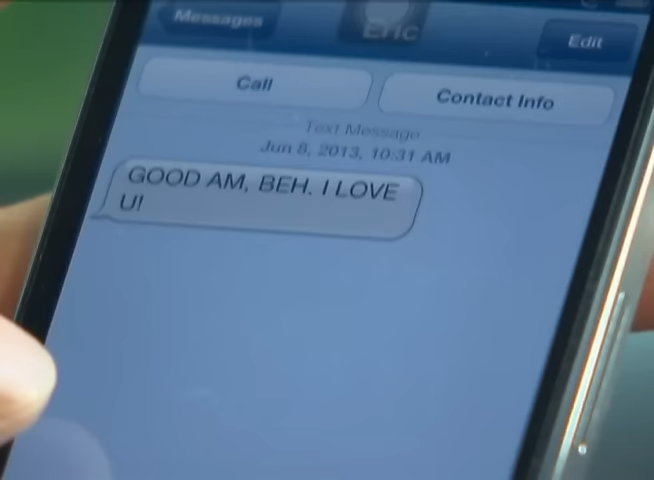 Messages
Eric
Edit
Call
Contact Info
Text Message
Jun 8, 2013, 10:31 AM
GOOD AM, BEH. I LOVE
U!